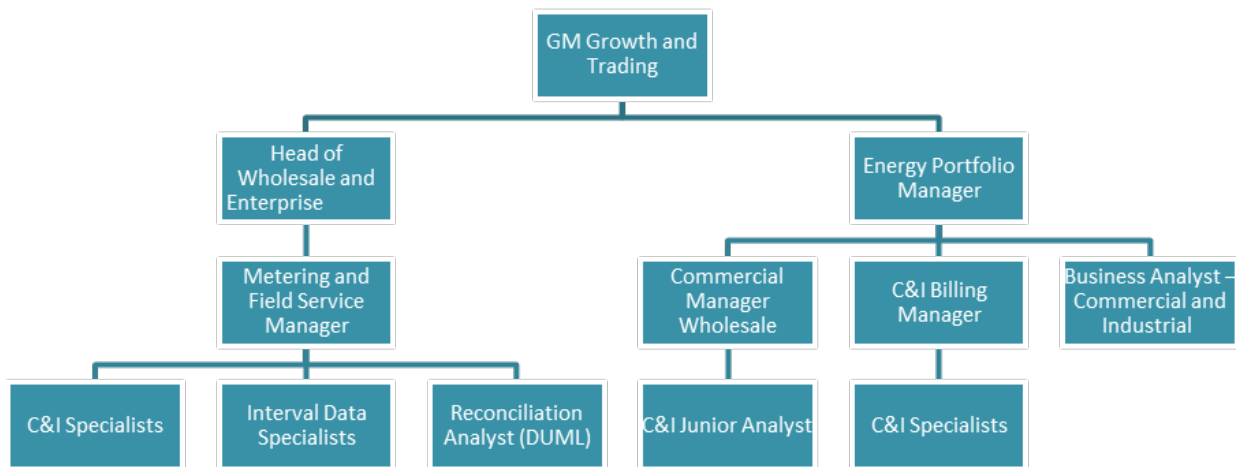 GM Growth and
Trading
Head of
Wholesale and
Enterprise
Energy Portfolio
Manager
Metering and
Field Service
Manager
Commercial
Manager
Wholesale
C&I Billing
Manager
Business Analyst –
Commercial and
Industrial
C&I Specialists
Interval Data
Specialists
Reconciliation
Analyst (DUML)
C&I Junior Analyst
C&I Specialists